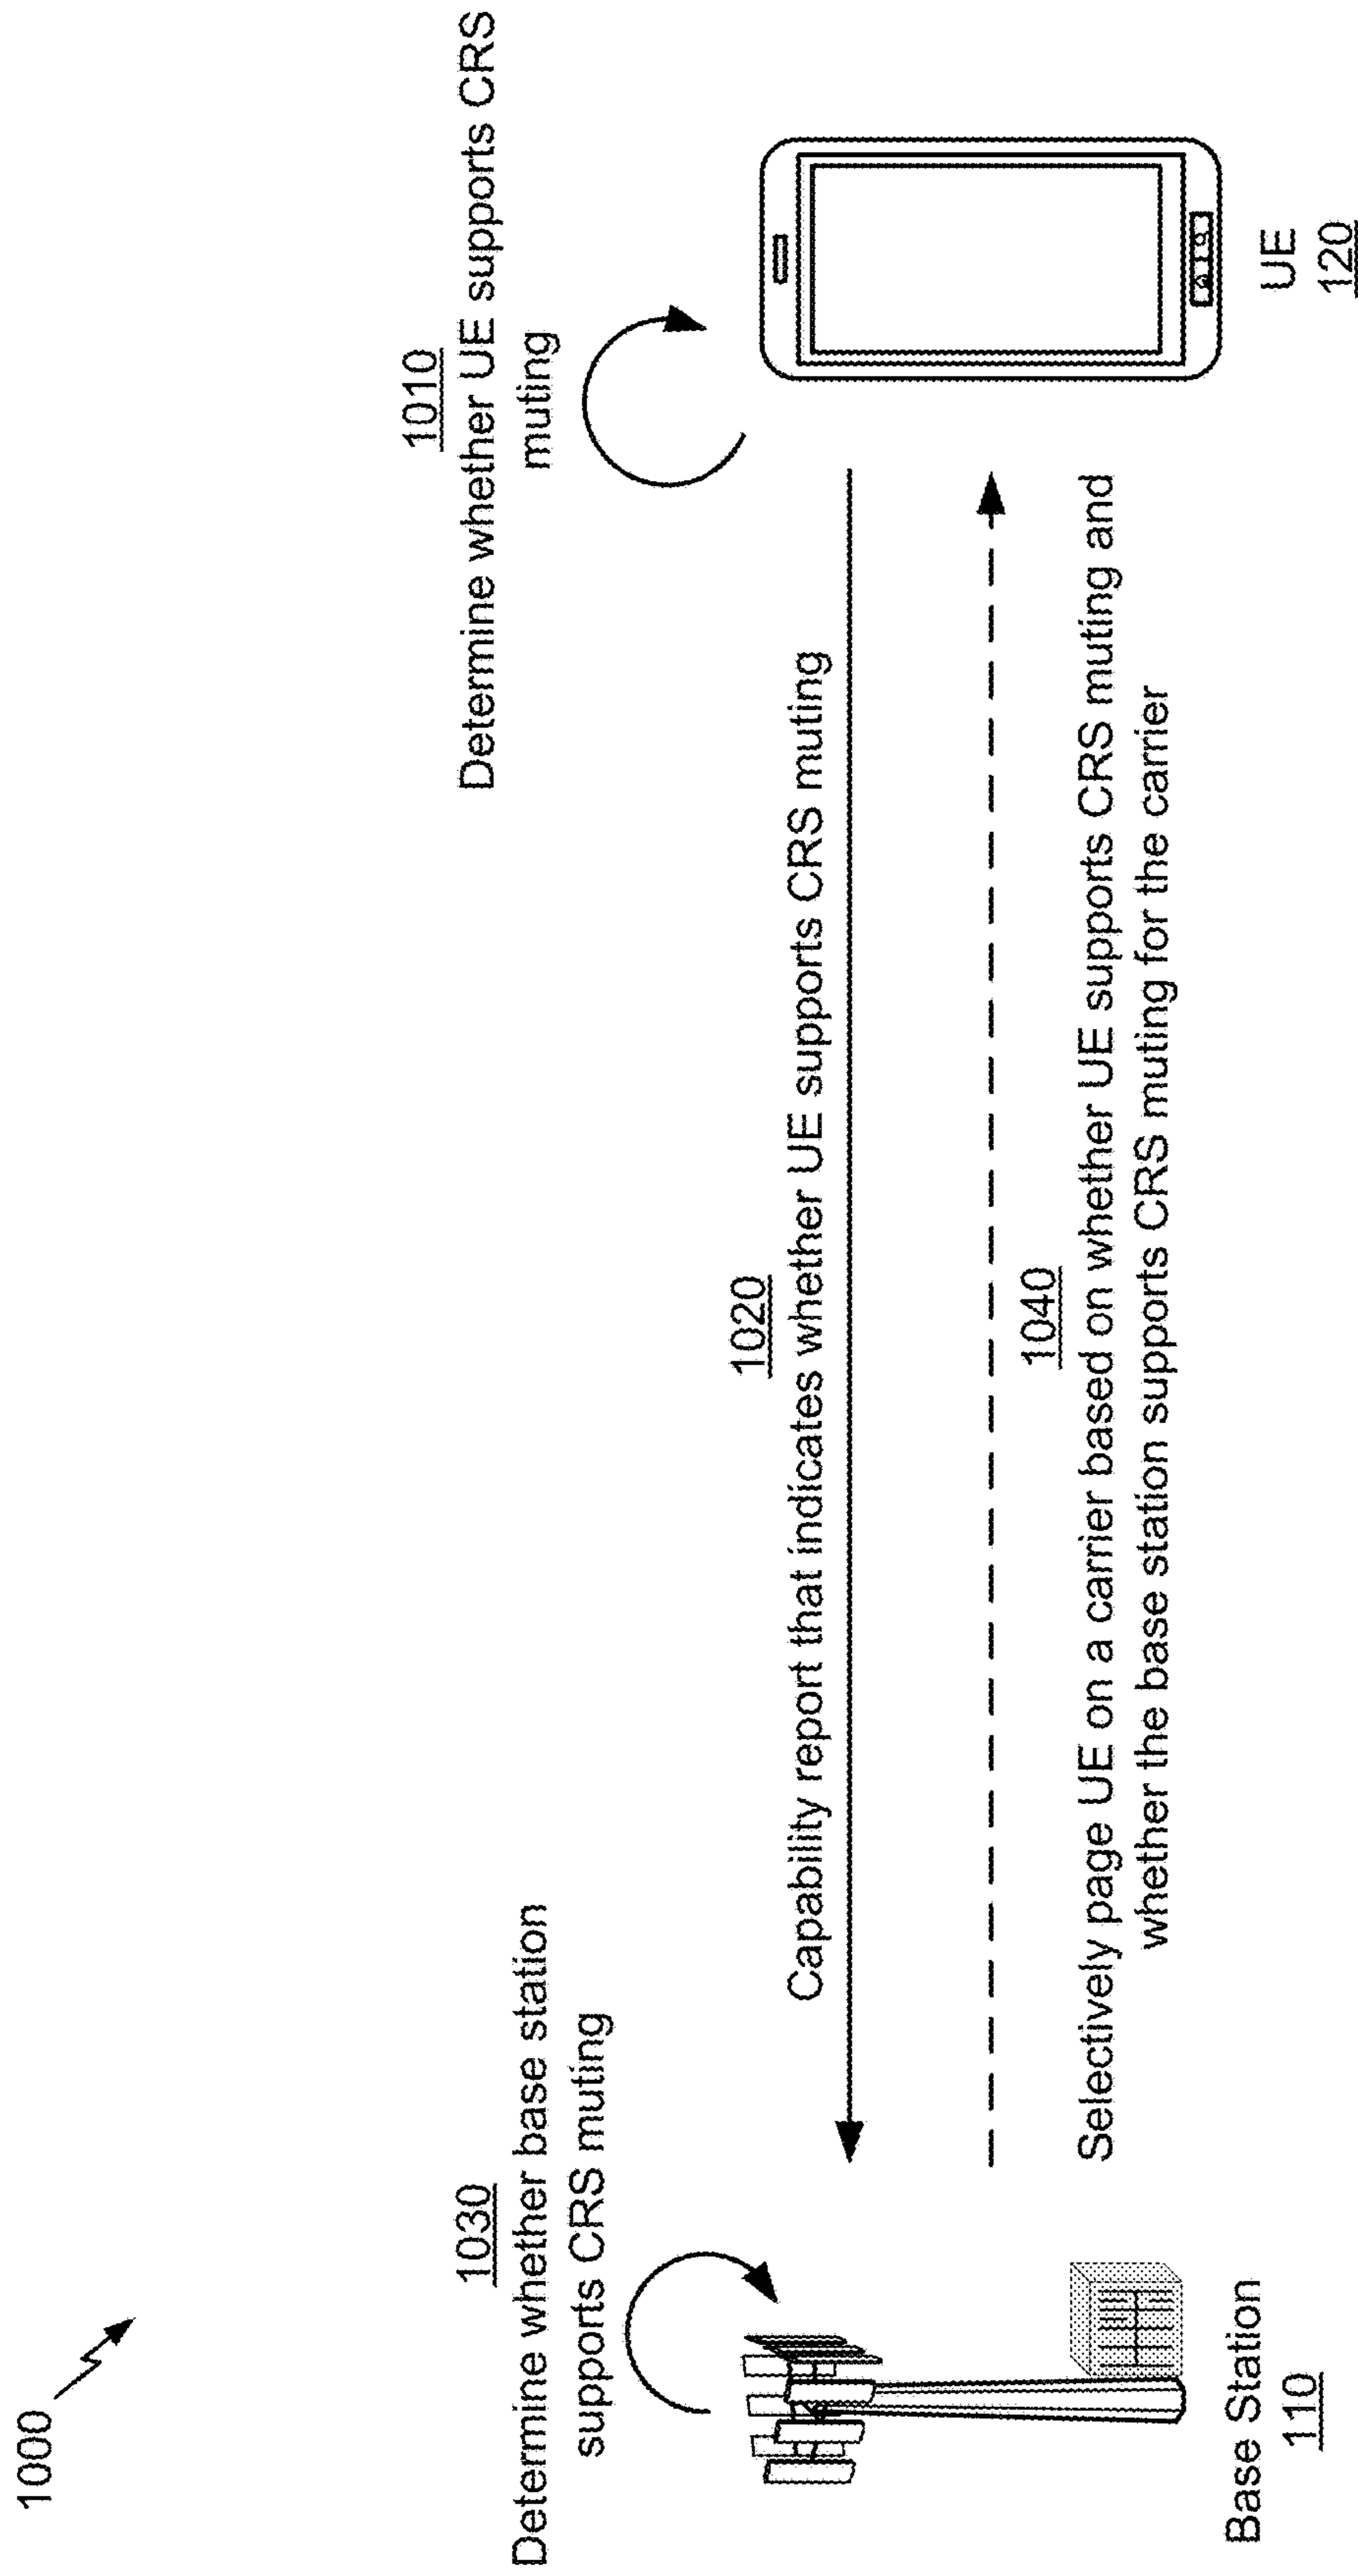 1000
1030
Determine whether base station
supports CRS muting
1010
Determine whether UE supports CRS
muting
1020
Capability report that indicates whether UE supports CRS muting
1040
Selectively page UE on a carrier based on whether UE supports CRS muting and
whether the base station supports CRS muting for the carrier
Base Station
110
UE
120